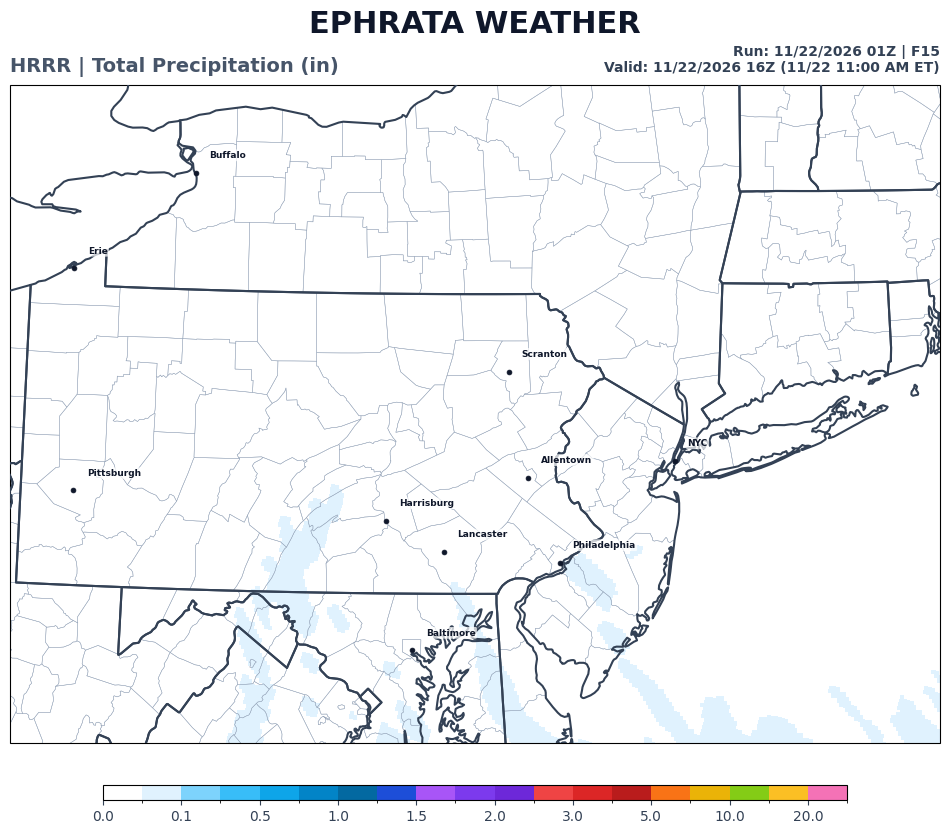 EPHRATA WEATHER
HRRR | Total Precipitation (in)
Run: 11/22/2026 01Z | F15
Valid: 11/22/2026 16Z (11/22 11:00 AM ET)
Buffalo
Erie
Scranton
NYC
Allentown
Pittsburgh
Harrisburg
Lancaster
Philadelphia
Baltimore
0.0 0.1 0.5 1.0 1.5 2.0 3.0 5.0 10.0 20.0